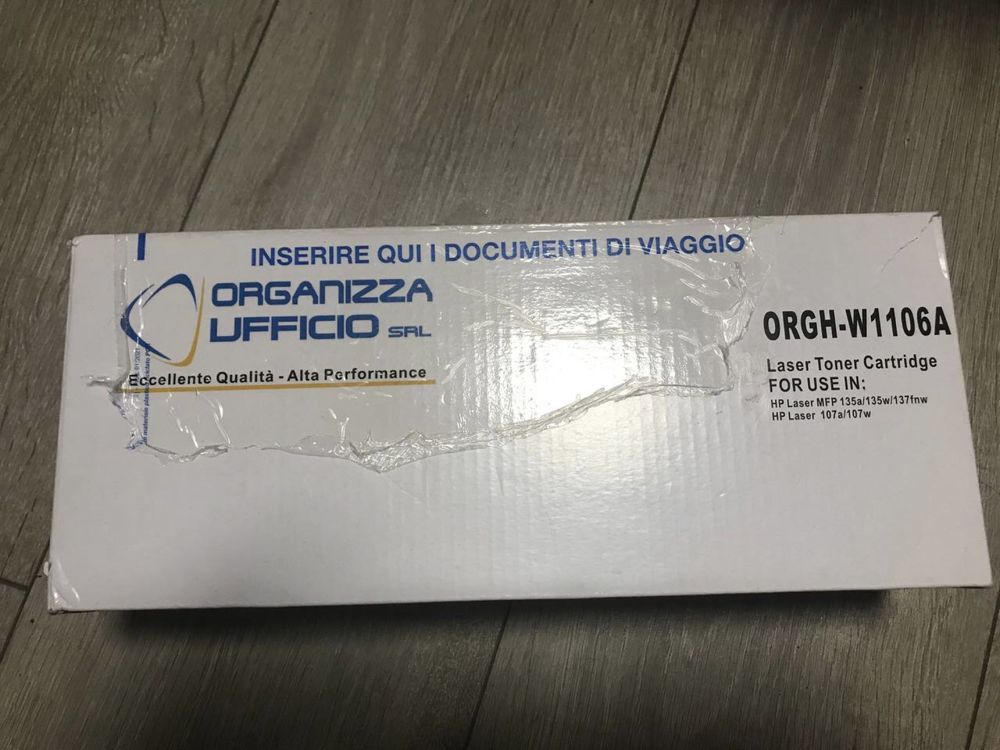 INSERIRE QUI I DOCUMENTI DI VIAGGIO
ORGANIZZA
UFFICIO SRL
Eccellente Qualità - Alta Performance
ORGH-W1106A
Laser Toner Cartridge
FOR USE IN:
HP Laser MFP 135a/135w/137fnw
HP Laser 107a/107w